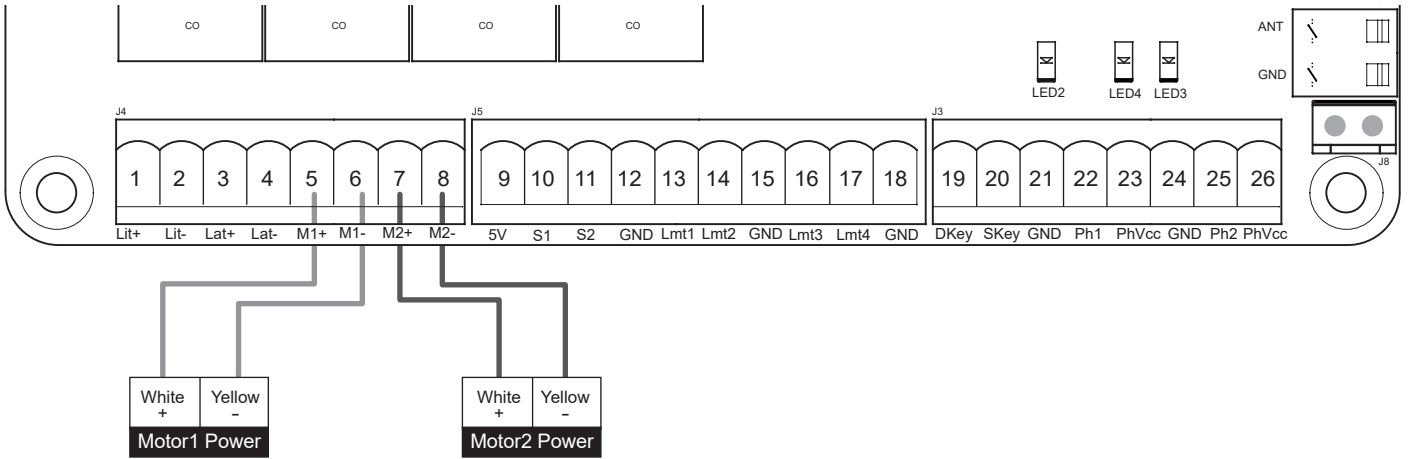 CO CO CO CO
ANT
GND
LED2 LED4 LED3
J4 J5 J3
J8
1 2 3 4 5 6 7 8 9 10 11 12 13 14 15 16 17 18 19 20 21 22 23 24 25 26
Lit+ Lit- Lat+ Lat- M1+ M1- M2+ M2- 5V S1 S2 GND Lmt1 Lmt2 GND Lmt3 Lmt4 GND DKey SKey GND Ph1 PhVcc GND Ph2 PhVcc
White Yellow White Yellow
+ - + -
Motor1 Power Motor2 Power